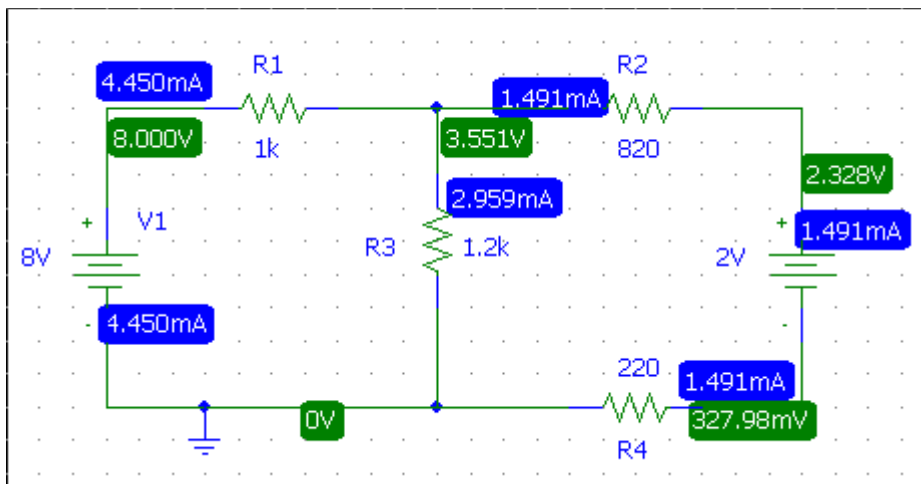 R1
R2
4.450mA
1.491mA
8.000V
1k
3.551V
820
2.328V
2.959mA
+
V1
+
1.491mA
8V
R3
1.2k
2V
4.450mA
-
-
220
1.491mA
0V
327.98mV
R4